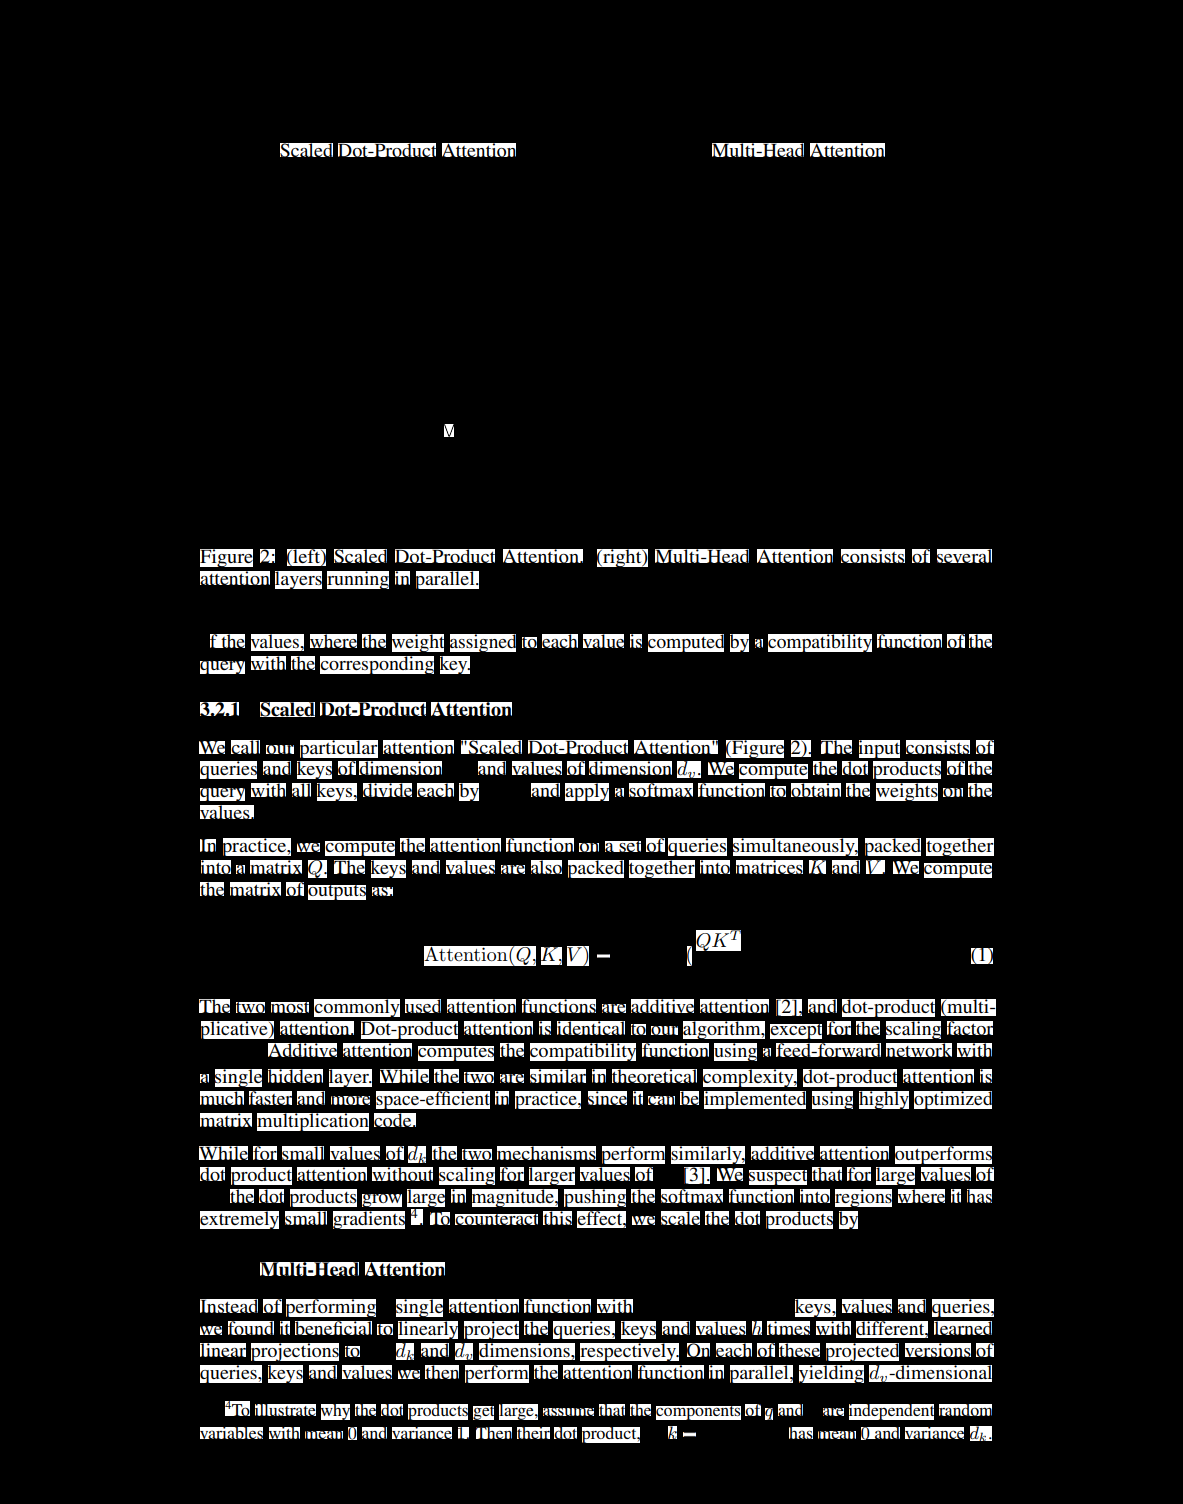 Scaled Dot-Product Attention Multi-Head Attention
V
Figure 2: (left) Scaled Dot-Product Attention. (right) Multi-Head Attention consists of several
attention layers running in parallel.
f the values, where the weight assigned to each value is computed by a compatibility function of the
query with the corresponding key.
3.2.1 Scaled Dot-Product Attention
We call our particular attention "Scaled Dot-Product Attention" (Figure 2). The input consists of
queries and keys of dimension and values of dimension d_v. We compute the dot products of the
query with all keys, divide each by and apply a softmax function to obtain the weights on the
values.
In practice, we compute the attention function on a set of queries simultaneously, packed together
into a matrix Q. The keys and values are also packed together into matrices K and V. We compute
the matrix of outputs as:
Attention(Q, K, V) = (QK^T (1)
The two most commonly used attention functions are additive attention [2], and dot-product (multi-
plicative) attention. Dot-product attention is identical to our algorithm, except for the scaling factor
Additive attention computes the compatibility function using a feed-forward network with
a single hidden layer. While the two are similar in theoretical complexity, dot-product attention is
much faster and more space-efficient in practice, since it can be implemented using highly optimized
matrix multiplication code.
While for small values of d_k the two mechanisms perform similarly, additive attention outperforms
dot product attention without scaling for larger values of [3]. We suspect that for large values of
the dot products grow large in magnitude, pushing the softmax function into regions where it has
extremely small gradients ⁴. To counteract this effect, we scale the dot products by
Multi-Head Attention
Instead of performing single attention function with keys, values and queries,
we found it beneficial to linearly project the queries, keys and values h times with different, learned
linear projections to d_k and d_v dimensions, respectively. On each of these projected versions of
queries, keys and values we then perform the attention function in parallel, yielding d_v-dimensional
⁴To illustrate why the dot products get large, assume that the components of q and are independent random
variables with mean 0 and variance 1. Then their dot product, k = has mean 0 and variance d_k.